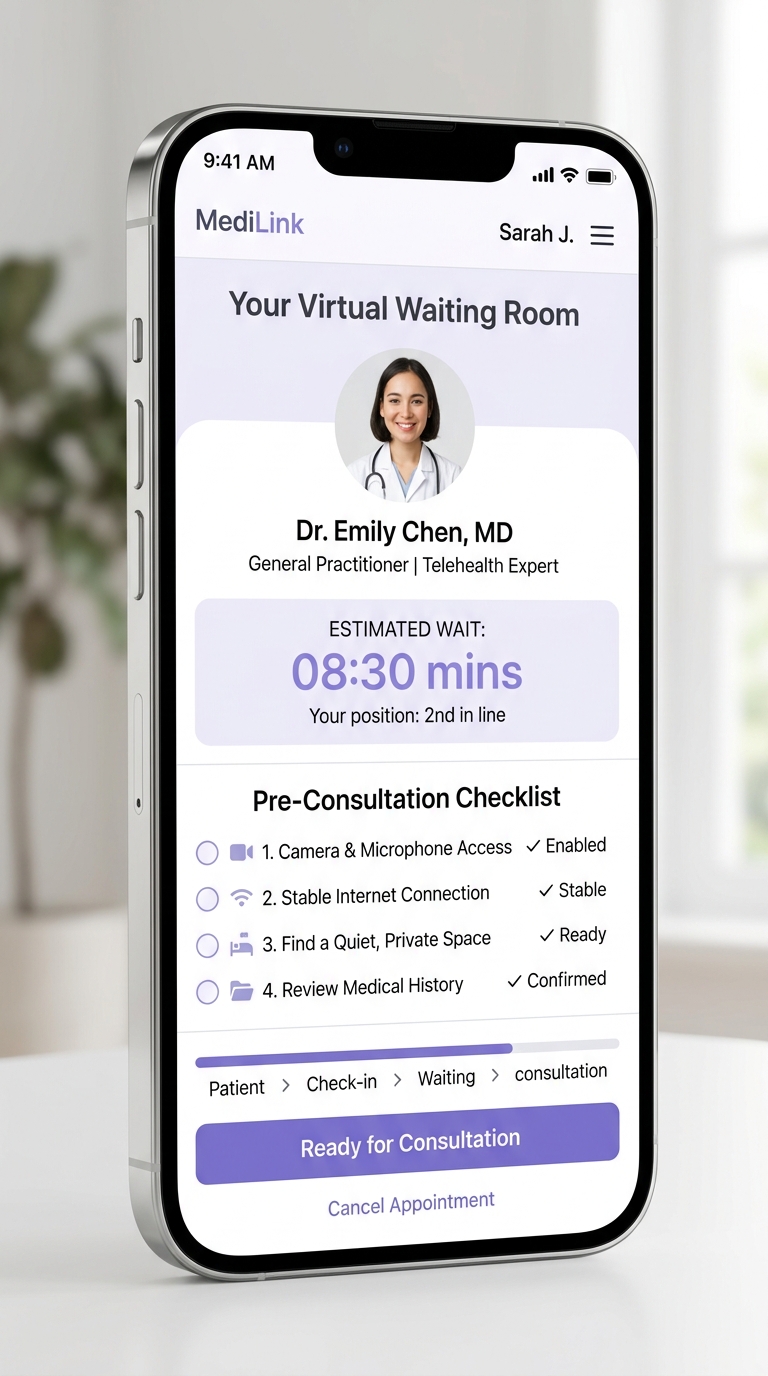 9:41 AM
MediLink
Sarah J.
Your Virtual Waiting Room
Dr. Emily Chen, MD
General Practitioner | Telehealth Expert
ESTIMATED WAIT:
08:30 mins
Your position: 2nd in line
Pre-Consultation Checklist
1. Camera & Microphone Access ✓ Enabled
2. Stable Internet Connection ✓ Stable
3. Find a Quiet, Private Space ✓ Ready
4. Review Medical History ✓ Confirmed
Patient > Check-in > Waiting > consultation
Ready for Consultation
Cancel Appointment